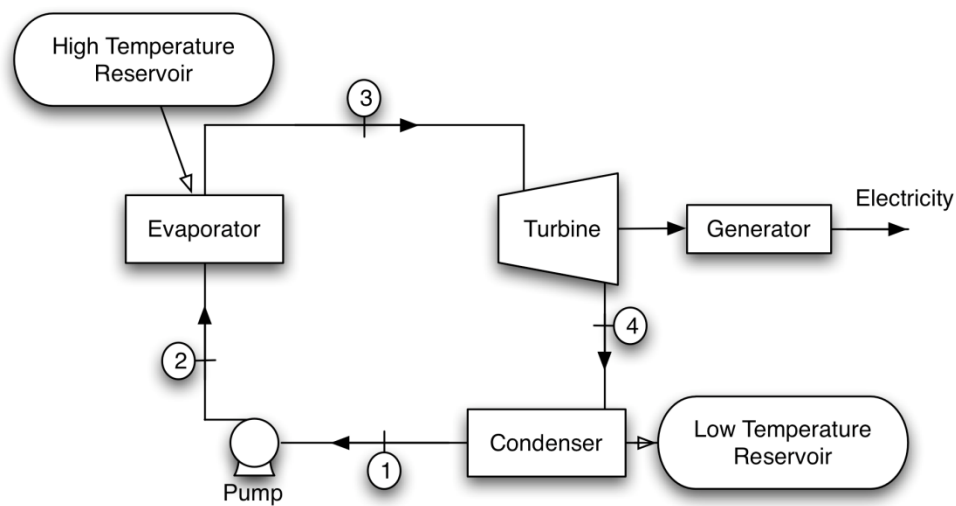 High Temperature
Reservoir
3
Evaporator
Turbine
Generator
Electricity
2
4
Condenser
Low Temperature
Reservoir
1
Pump